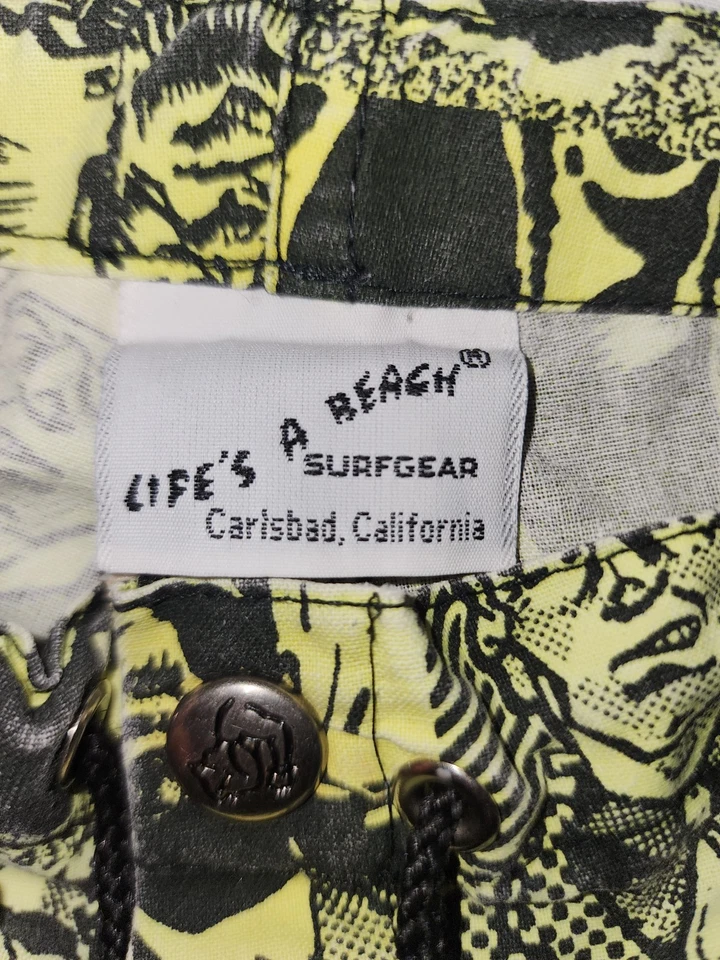 LIFE'S A BEACH®
SURFGEAR
Carlsbad, California